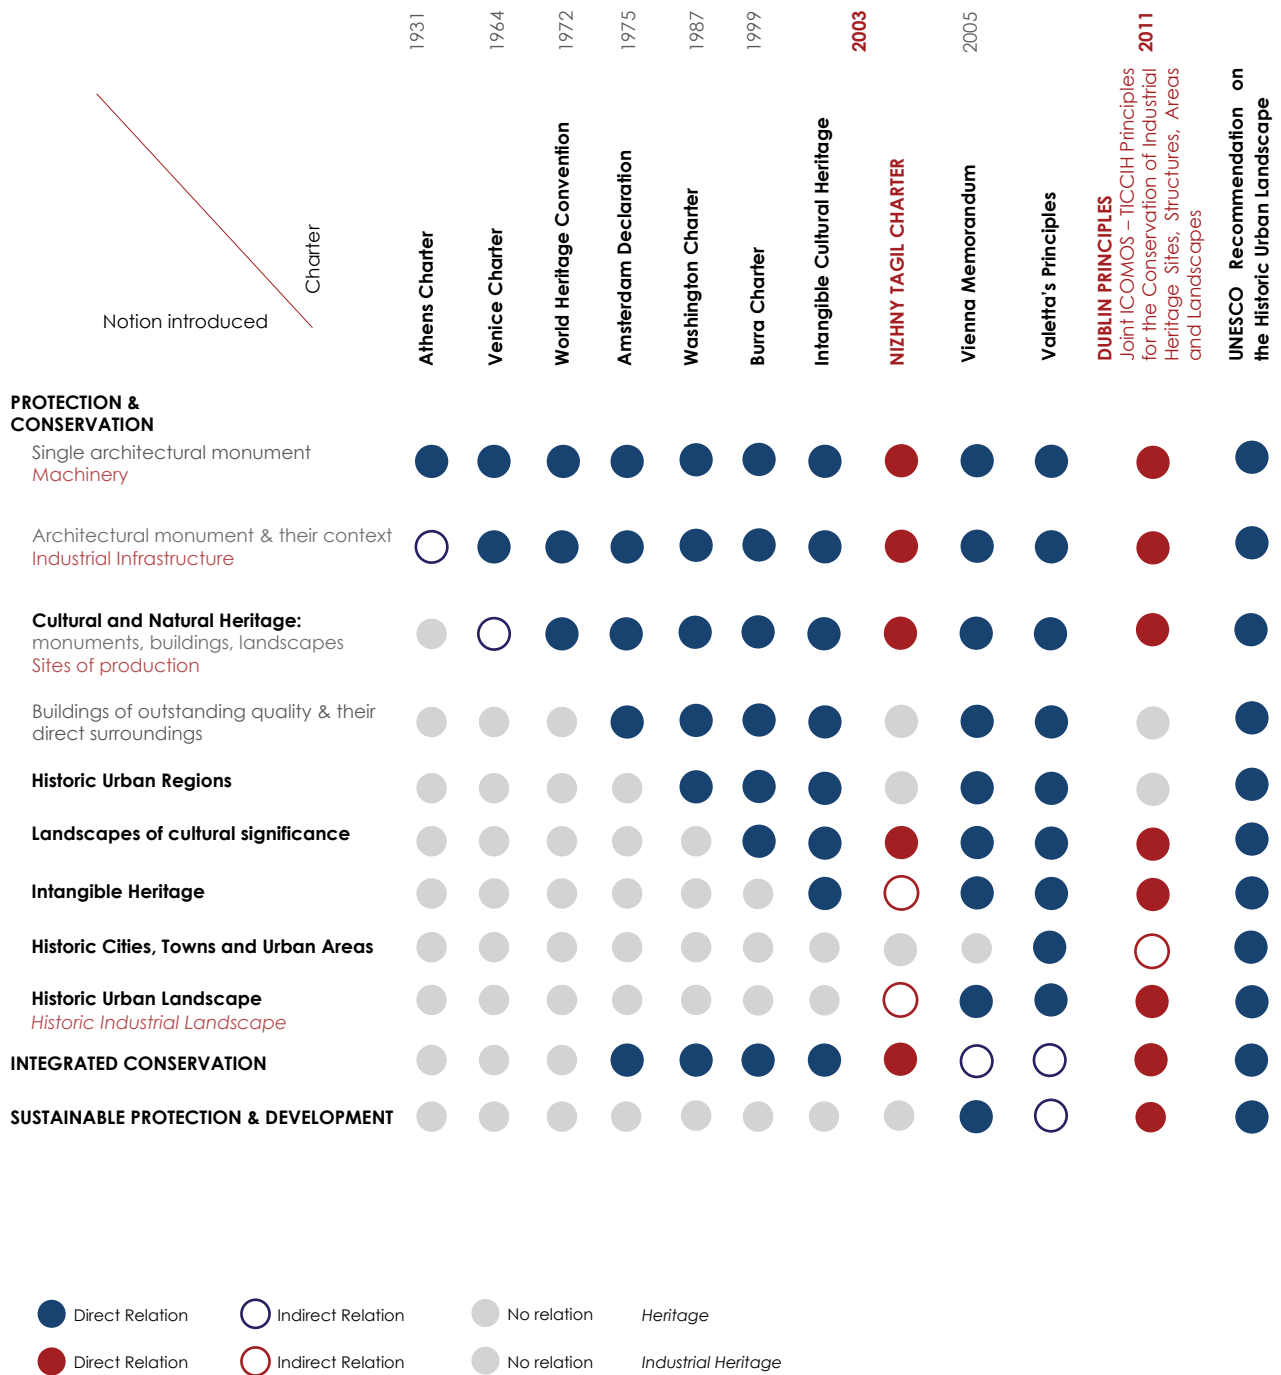 1931
1964
1972
1975
1987
1999
2003
2005
2011
Charter
Notion introduced
Athens Charter
Venice Charter
World Heritage Convention
Amsterdam Declaration
Washington Charter
Burra Charter
Intangible Cultural Heritage
NIZHNY TAGIL CHARTER
Vienna Memorandum
Valetta's Principles
DUBLIN PRINCIPLES
Joint ICOMOS – TICCIH Principles
for the Conservation of Industrial
Heritage Sites, Structures, Areas
and Landscapes
UNESCO Recommendation on
the Historic Urban Landscape
PROTECTION &
CONSERVATION
Single architectural monument
Machinery
Architectural monument & their context
Industrial Infrastructure
Cultural and Natural Heritage:
monuments, buildings, landscapes
Sites of production
Buildings of outstanding quality & their
direct surroundings
Historic Urban Regions
Landscapes of cultural significance
Intangible Heritage
Historic Cities, Towns and Urban Areas
Historic Urban Landscape
Historic Industrial Landscape
INTEGRATED CONSERVATION
SUSTAINABLE PROTECTION & DEVELOPMENT
Direct Relation Indirect Relation No relation Heritage
Direct Relation Indirect Relation No relation Industrial Heritage